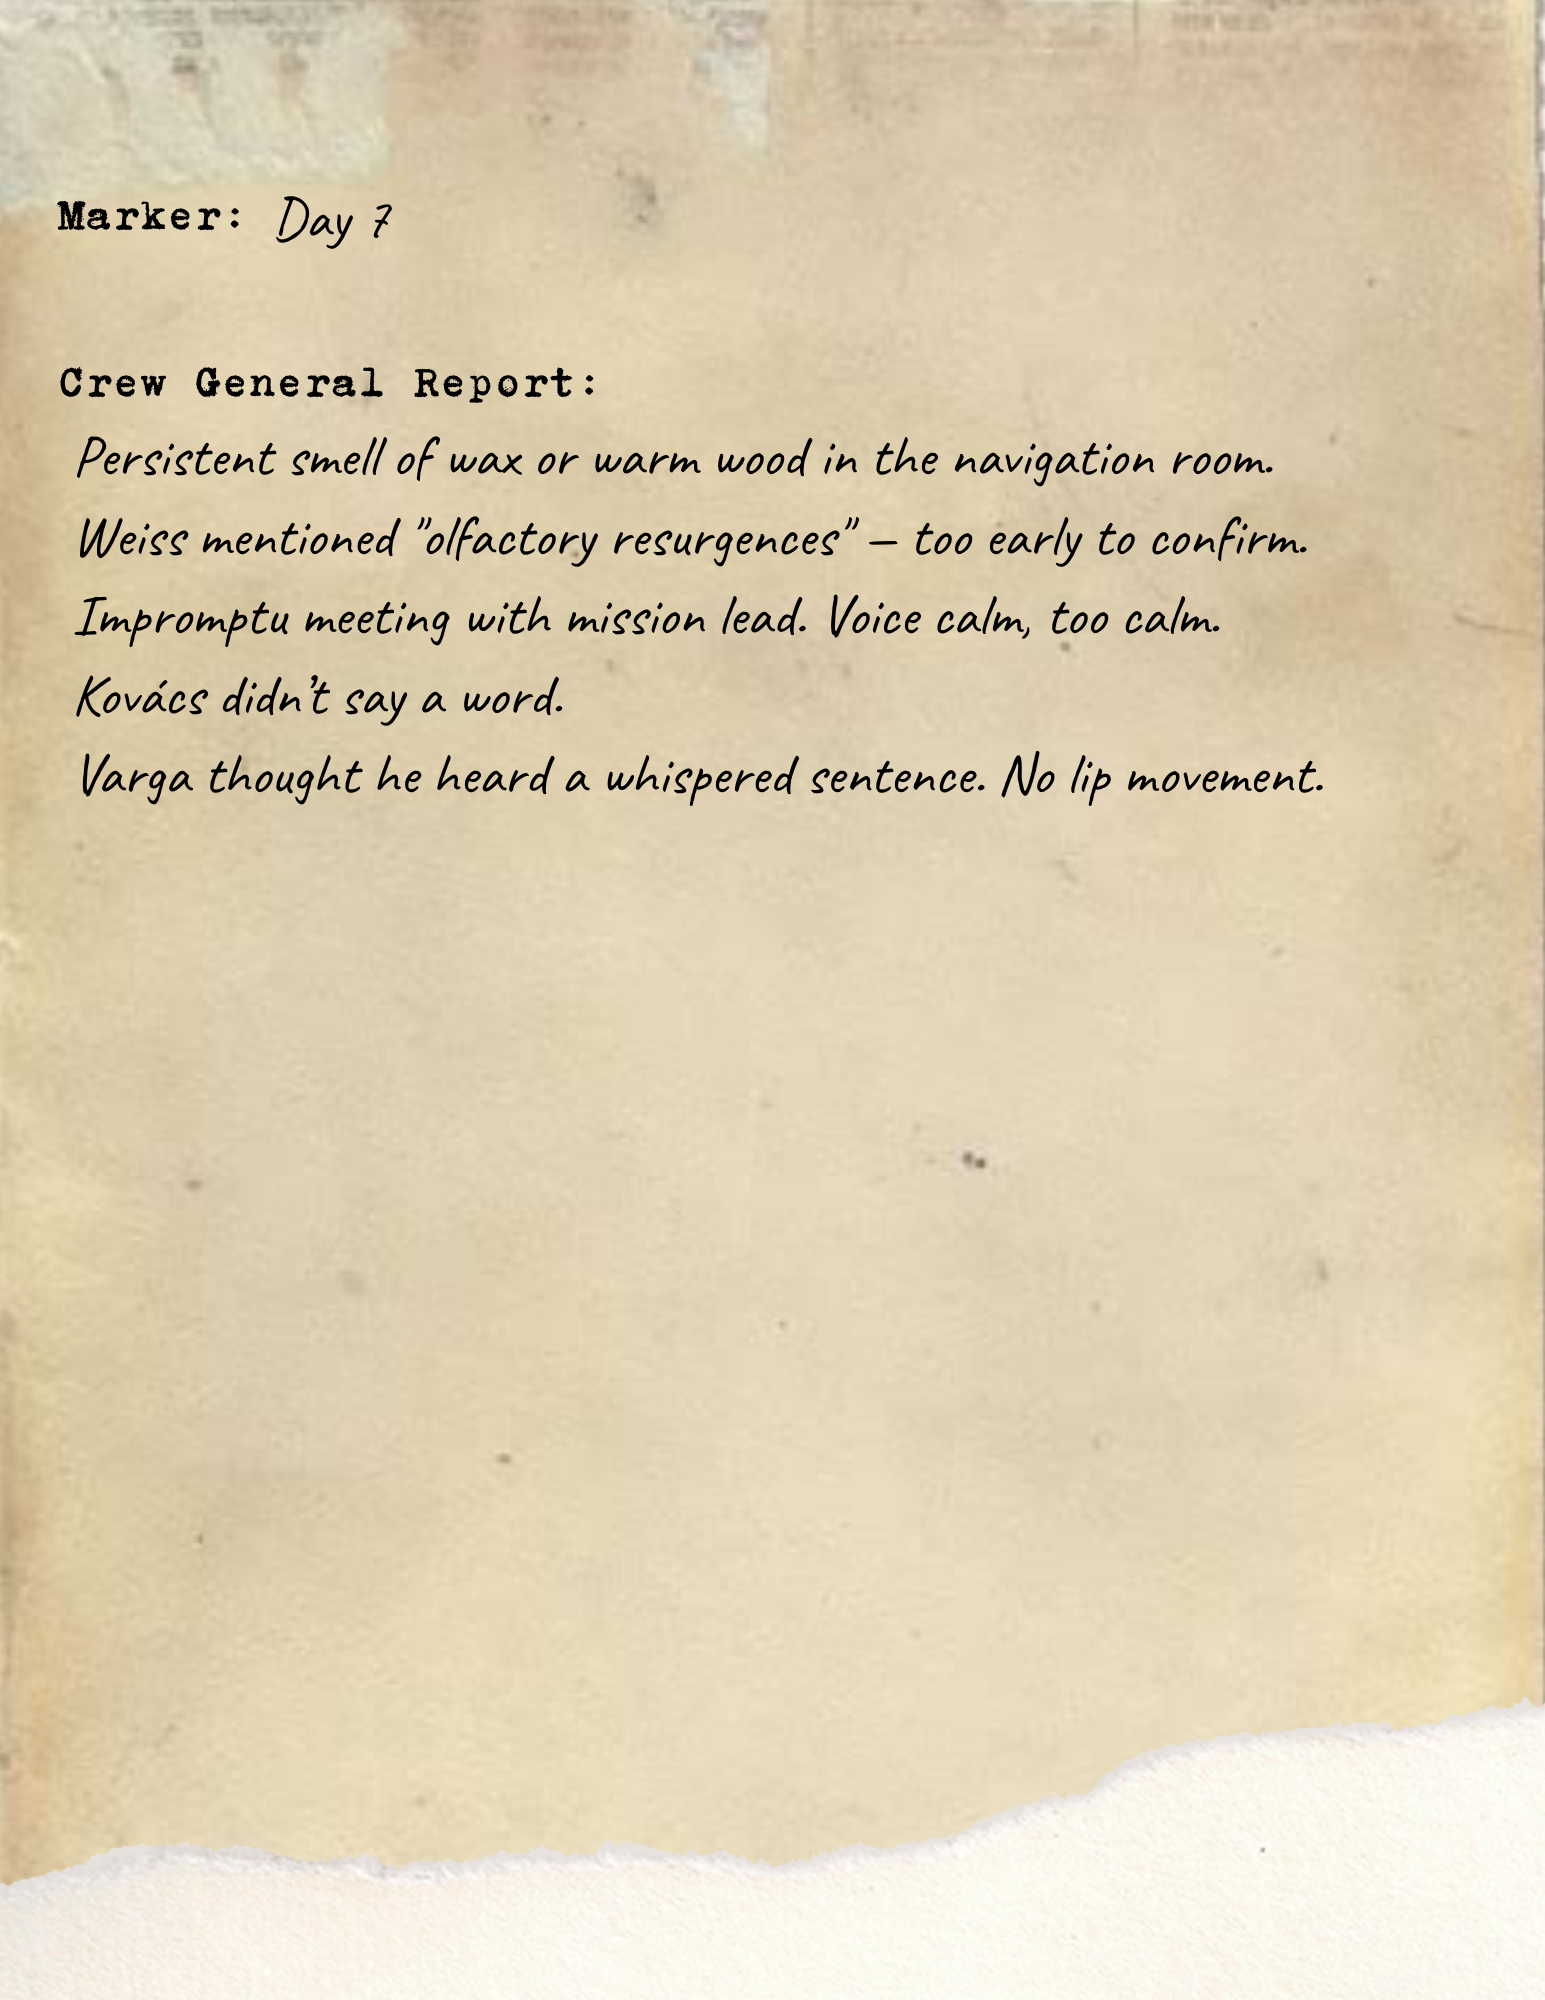 Marker: Day 7
Crew General Report:
Persistent smell of wax or warm wood in the navigation room.
Weiss mentioned "olfactory resurgences" – too early to confirm.
Impromptu meeting with mission lead. Voice calm, too calm.
Kovács didn’t say a word.
Varga thought he heard a whispered sentence. No lip movement.